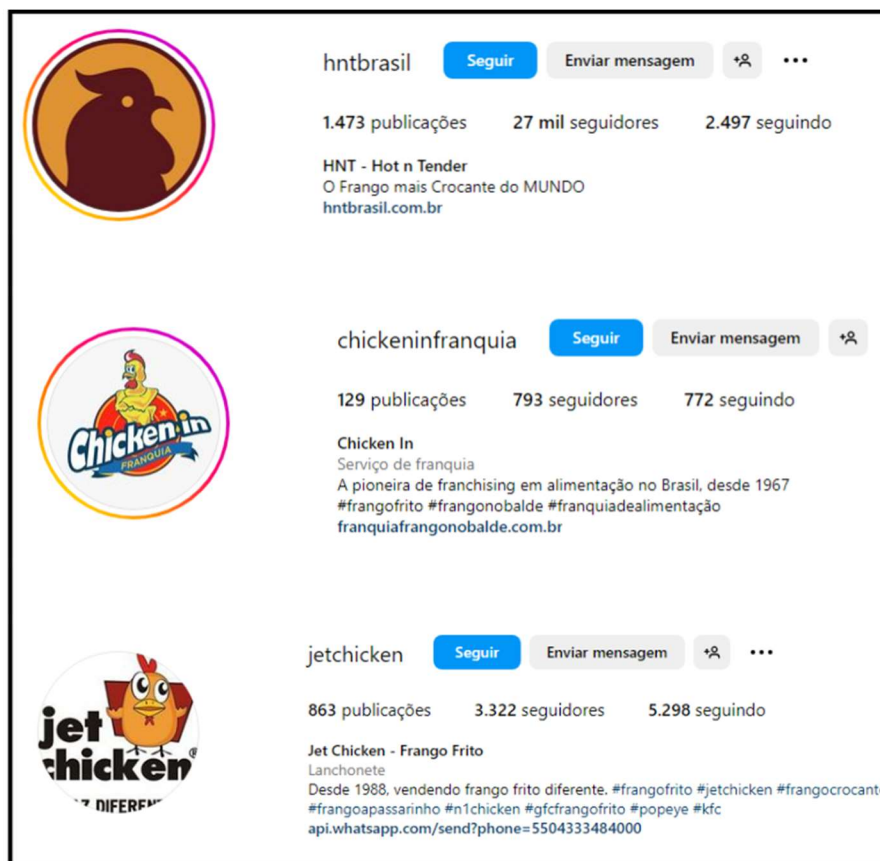 hntbrasil Seguir Enviar mensagem
1.473 publicações 27 mil seguidores 2.497 seguindo
HNT - Hot n Tender
O Frango mais Crocante do MUNDO
hntbrasil.com.br
chickeninfranquia Seguir Enviar mensagem
129 publicações 793 seguidores 772 seguindo
Chicken in
FRANQUIA
Chicken In
Serviço de franquia
A pioneira de franchising em alimentação no Brasil, desde 1967
#frangofrito #frangonobalde #franquiadealimentação
franquiafrangonobalde.com.br
jetchicken Seguir Enviar mensagem
863 publicações 3.322 seguidores 5.298 seguindo
jet
chicken
Jet Chicken - Frango Frito
Lanchonete
Desde 1988, vendendo frango frito diferente. #frangofrito #jetchicken #frangocrocante
#frangoapassarinho #n1chicken #gfcfrangofrito #popeye #kfc
api.whatsapp.com/send?phone=5504333484000